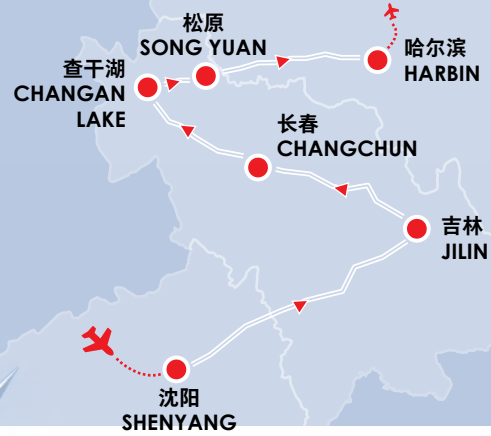 松原
SONG YUAN
哈尔滨
HARBIN
查干湖
CHANGAN
LAKE
长春
CHANGCHUN
吉林
JILIN
沈阳
SHENYANG